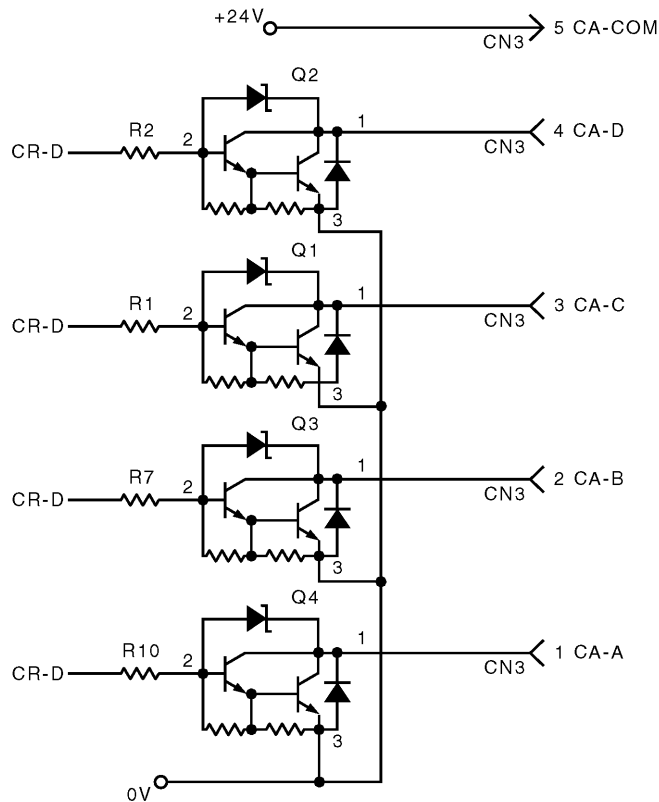 +24V
CN3
5 CA-COM
Q2
1
R2
2
CR-D
CN3
4 CA-D
3
Q1
1
R1
2
CR-D
CN3
3 CA-C
3
Q3
1
R7
2
CR-D
CN3
2 CA-B
3
Q4
1
R10
2
CR-D
CN3
1 CA-A
3
0V